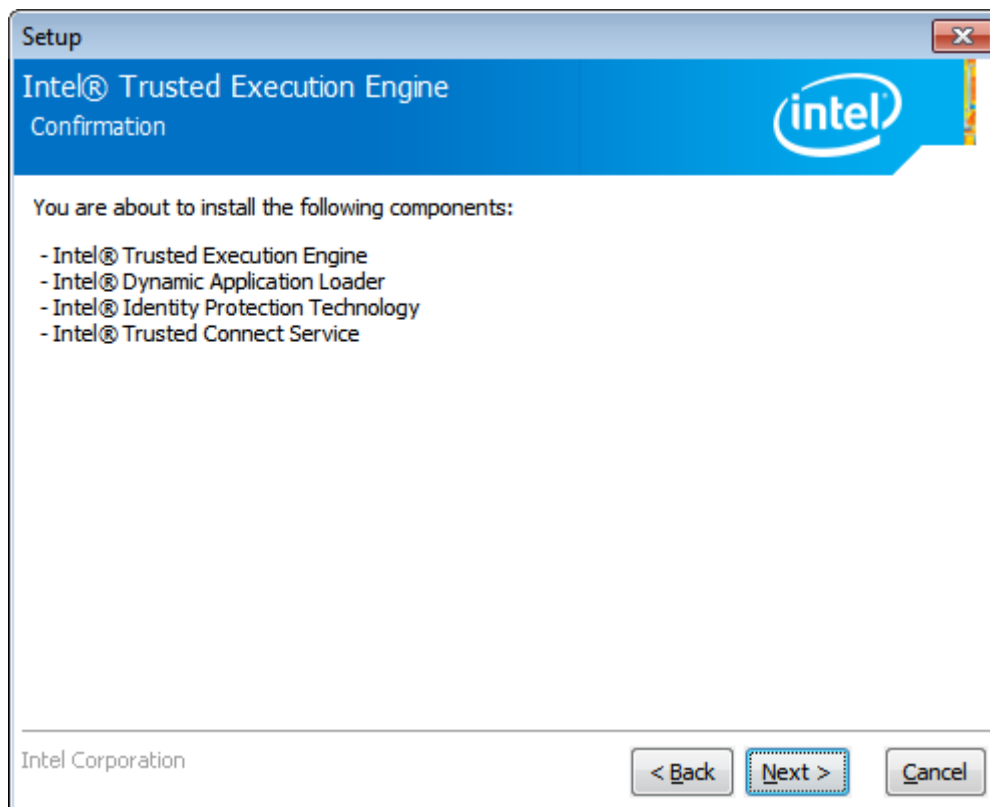 Setup
Intel® Trusted Execution Engine
Confirmation
intel
You are about to install the following components:
- Intel® Trusted Execution Engine
- Intel® Dynamic Application Loader
- Intel® Identity Protection Technology
- Intel® Trusted Connect Service
Intel Corporation
< Back Next > Cancel